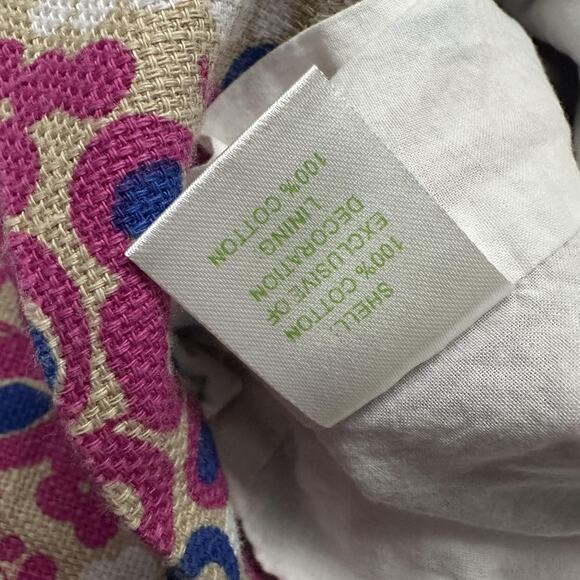 SHELL
100% COTTON
EXCLUSIVE OF
DECORATION
LINING
100% COTTON